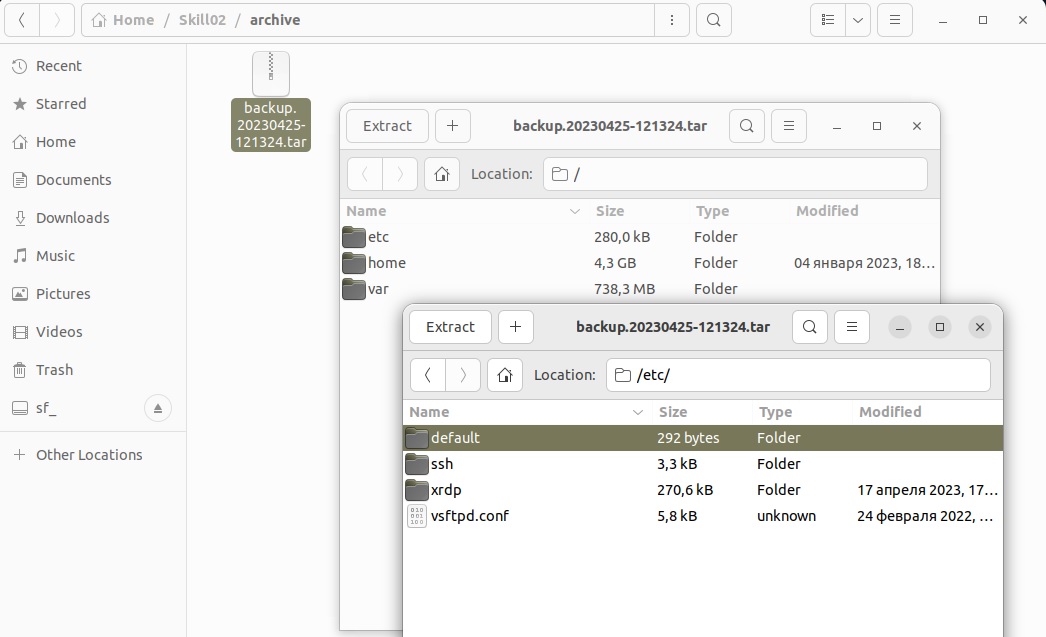 Home / Skill02 / archive
Recent
Starred
Home
Documents
Downloads
Music
Pictures
Videos
Trash
sf_
Other Locations
backup.
20230425-
121324.tar
Extract
backup.20230425-121324.tar
Location: /
Name Size Type Modified
etc 280,0 kB Folder
home 4,3 GB Folder 04 января 2023, 18…
var 738,3 MB Folder
Extract
backup.20230425-121324.tar
Location: /etc/
Name Size Type Modified
default 292 bytes Folder
ssh 3,3 kB Folder
xrdp 270,6 kB Folder 17 апреля 2023, 17…
vsftpd.conf 5,8 kB unknown 24 февраля 2022, …